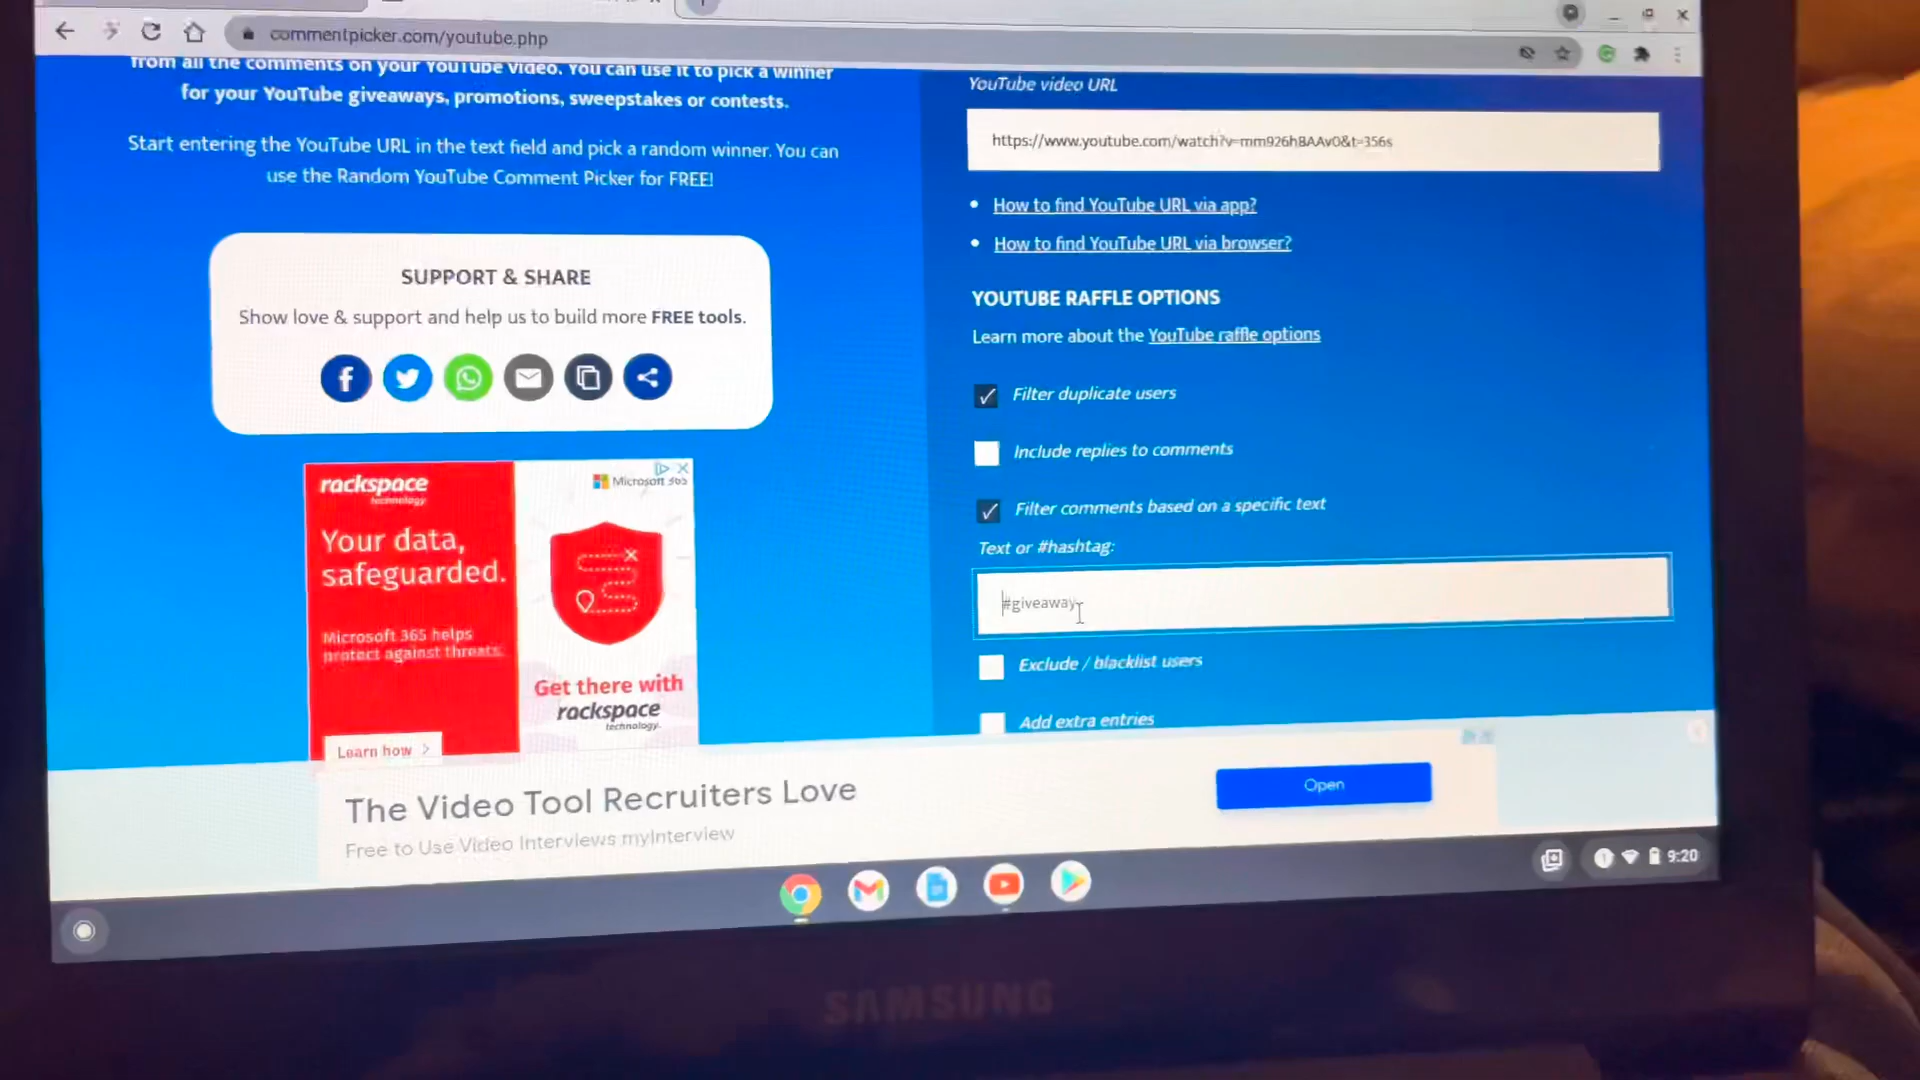 commentpicker.com/youtube.php
from all the comments on your YouTube video. You can use it to pick a winner
for your YouTube giveaways, promotions, sweepstakes or contests.
Start entering the YouTube URL in the text field and pick a random winner. You can
use the Random YouTube Comment Picker for FREE!
SUPPORT & SHARE
Show love & support and help us to build more FREE tools.
rackspace
technology
Your data,
safeguarded.
Microsoft 365 helps
protect against threats.
Learn how
Microsoft 365
Get there with
rackspace
technology.
YouTube video URL
https://www.youtube.com/watch?v=mm926h8AAv0&t=356s
How to find YouTube URL via app?
How to find YouTube URL via browser?
YOUTUBE RAFFLE OPTIONS
Learn more about the YouTube raffle options
Filter duplicate users
Include replies to comments
Filter comments based on a specific text
Text or #hashtag:
#giveaway
Exclude / blacklist users
Add extra entries
The Video Tool Recruiters Love
Free to Use Video Interviews myInterview
Open
1
9:20
SAMSUNG